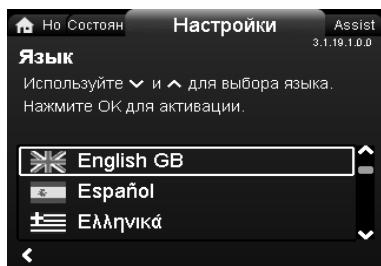 Но Состоян Настройки Assist
3.1.19.1.0.0
Язык
Используйте и для выбора языка.
Нажмите OK для активации.
English GB
Español
Ελληνικά